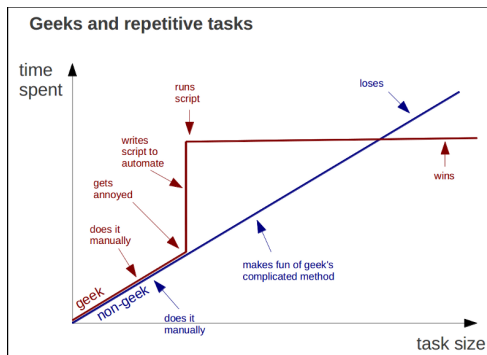 Geeks and repetitive tasks
time
spent
runs
script
loses
writes
script to
automate
gets
annoyed
wins
does it
manually
makes fun of geek's
complicated method
geek
non-geek
does it
manually
task size